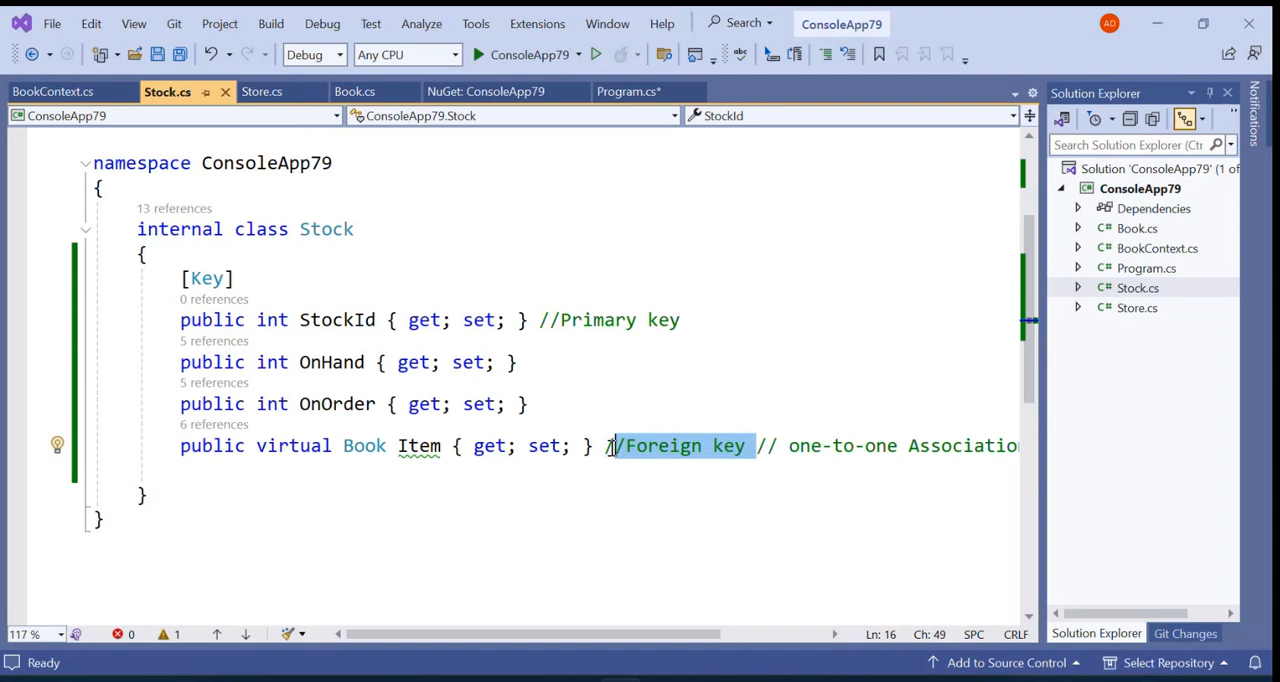 File Edit View Git Project Build Debug Test Analyze Tools Extensions Window Help Search ConsoleApp79 AD
Debug Any CPU ConsoleApp79
BookContext.cs Stock.cs Store.cs Book.cs NuGet: ConsoleApp79 Program.cs*
ConsoleApp79 ConsoleApp79.Stock StockId
namespace ConsoleApp79
{
13 references
internal class Stock
{
[Key]
0 references
public int StockId { get; set; } //Primary key
5 references
public int OnHand { get; set; }
5 references
public int OnOrder { get; set; }
6 references
public virtual Book Item { get; set; } //Foreign key // one-to-one Association
}
}
117 % 0 1 Ln: 16 Ch: 49 SPC CRLF
Solution Explorer
Search Solution Explorer (Ctr
Solution 'ConsoleApp79' (1 of
ConsoleApp79
Dependencies
Book.cs
BookContext.cs
Program.cs
Stock.cs
Store.cs
Solution Explorer Git Changes
Notifications
Ready Add to Source Control Select Repository